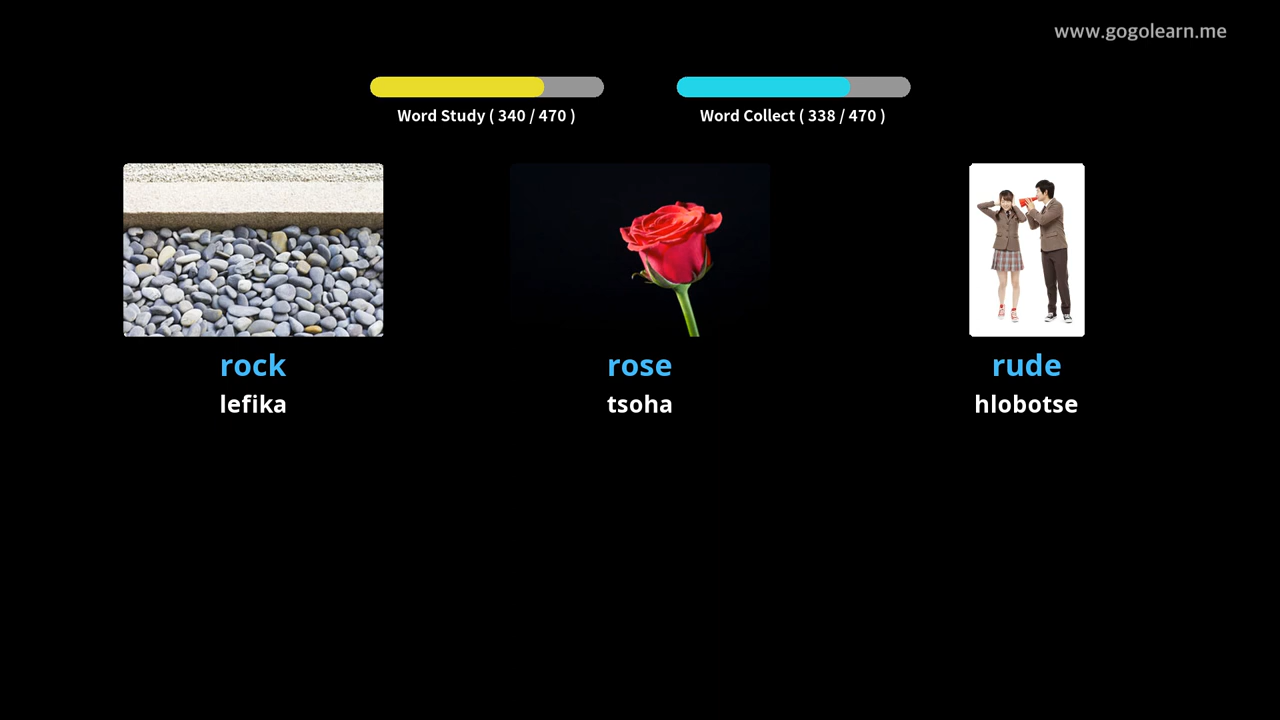 www.gogolearn.me
Word Study ( 340 / 470 )
Word Collect ( 338 / 470 )
rock
lefika
rose
tsoha
rude
hlobotse